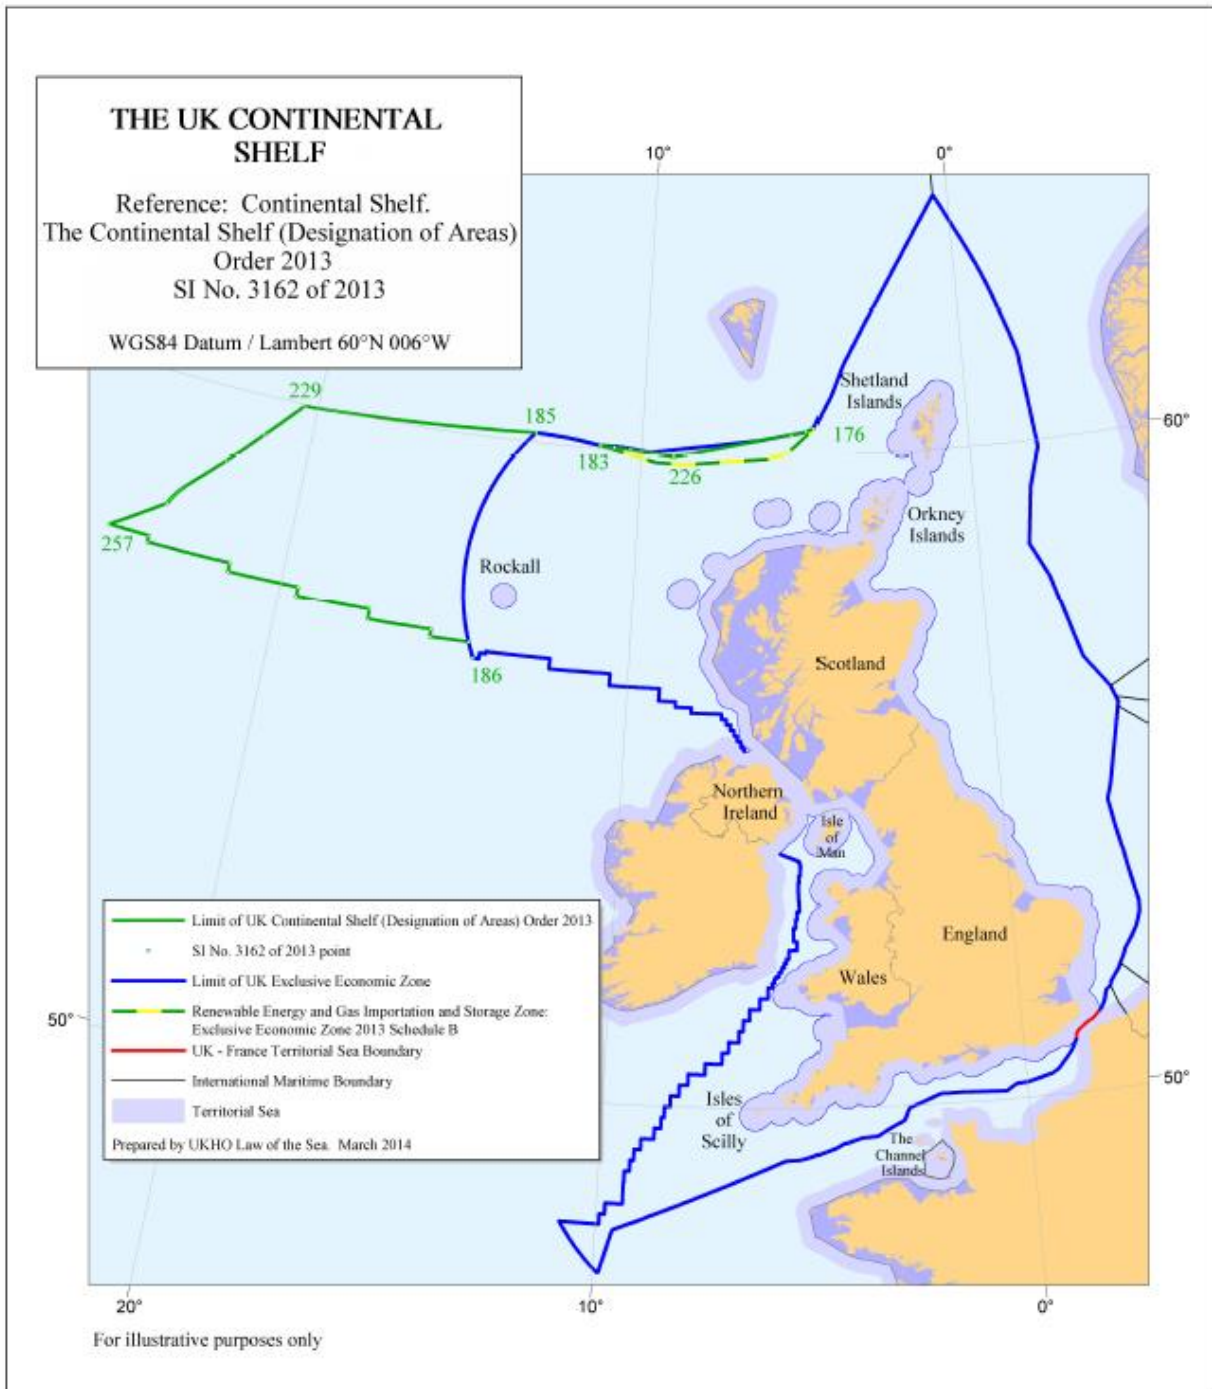 THE UK CONTINENTAL
SHELF
Reference: Continental Shelf.
The Continental Shelf (Designation of Areas)
Order 2013
SI No. 3162 of 2013
WGS84 Datum / Lambert 60°N 006°W
10°
0°
229
185
Shetland
Islands
176
60°
183
226
257
Orkney
Islands
Rockall
186
Scotland
Northern
Ireland
Isle
of
Man
Limit of UK Continental Shelf (Designation of Areas) Order 2013
SI No. 3162 of 2013 point
Limit of UK Exclusive Economic Zone
Renewable Energy and Gas Importation and Storage Zone:
Exclusive Economic Zone 2013 Schedule B
UK - France Territorial Sea Boundary
International Maritime Boundary
Territorial Sea
Prepared by UKHO Law of the Sea. March 2014
England
Wales
50°
50°
Isles
of
Scilly
The
Channel
Islands
20°
10°
0°
For illustrative purposes only